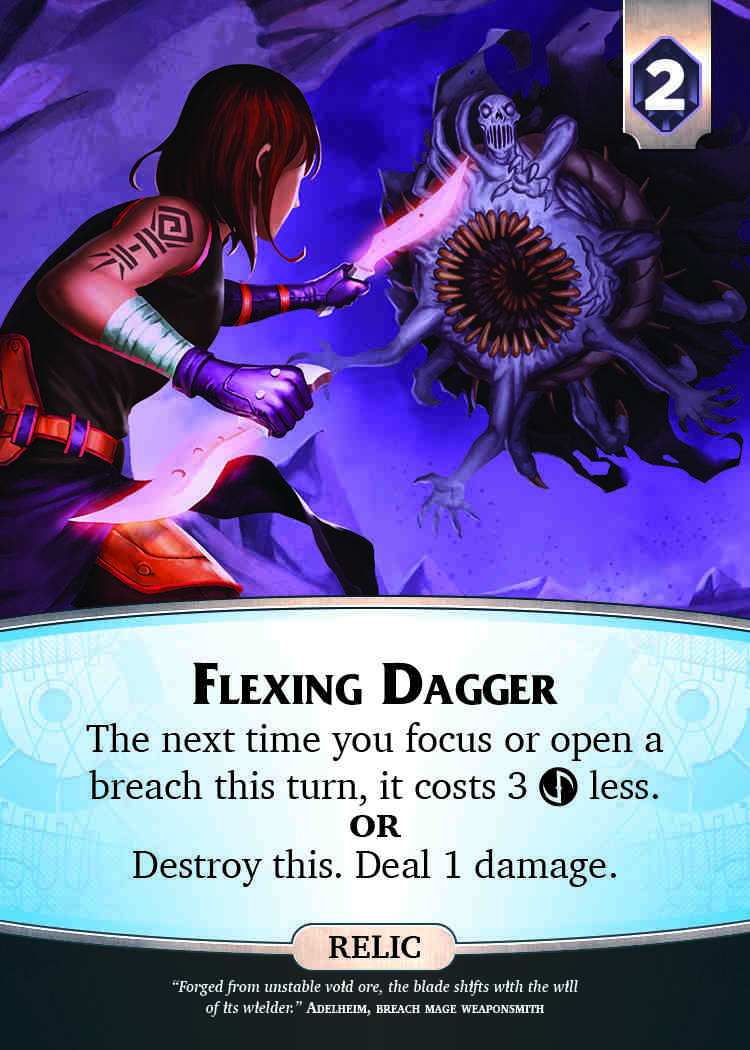 2
FLEXING DAGGER
The next time you focus or open a
breach this turn, it costs 3 less.
OR
Destroy this. Deal 1 damage.
RELIC
“Forged from unstable void ore, the blade shifts with the will
of its wielder.” ADELHEIM, BREACH MAGE WEAPONSMITH